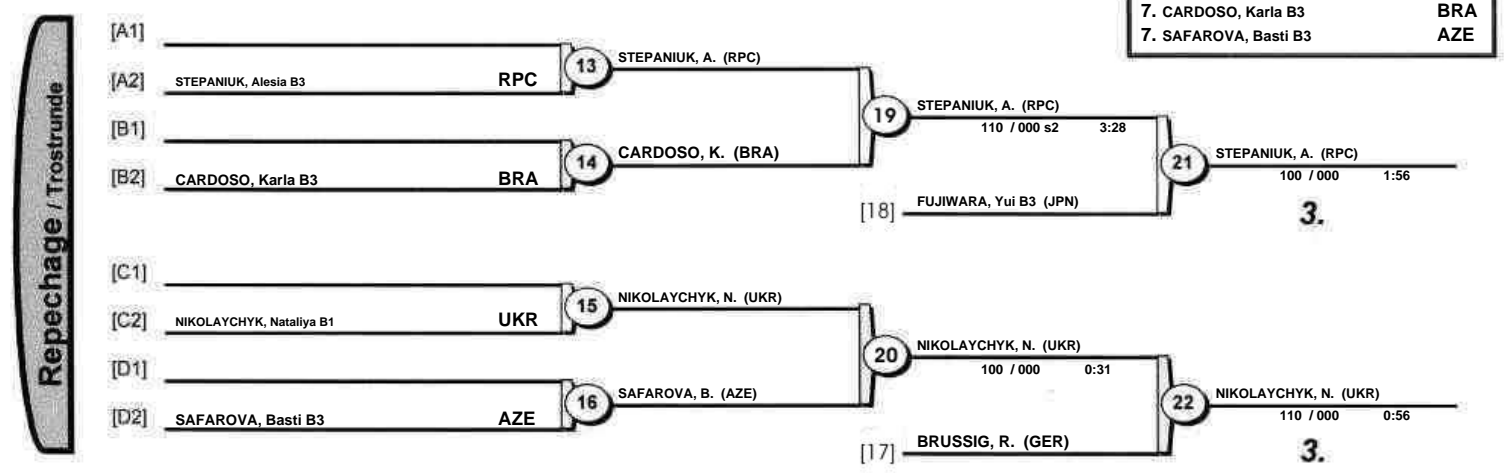 7. CARDOSO, Karla B3 BRA
7. SAFAROVA, Basti B3 AZE
Repechage / Trostrunde
[A1]
[A2] STEPANIUK, Alesia B3 RPC
13
STEPANIUK, A. (RPC)
[B1]
[B2] CARDOSO, Karla B3 BRA
14
CARDOSO, K. (BRA)
19
STEPANIUK, A. (RPC)
110 / 000 s2 3:28
[18] FUJIWARA, Yui B3 (JPN)
21
STEPANIUK, A. (RPC)
100 / 000 1:56
3.
[C1]
[C2] NIKOLAYCHYK, Nataliya B1 UKR
15
NIKOLAYCHYK, N. (UKR)
[D1]
[D2] SAFAROVA, Basti B3 AZE
16
SAFAROVA, B. (AZE)
20
NIKOLAYCHYK, N. (UKR)
100 / 000 0:31
[17] BRUSSIG, R. (GER)
22
NIKOLAYCHYK, N. (UKR)
110 / 000 0:56
3.